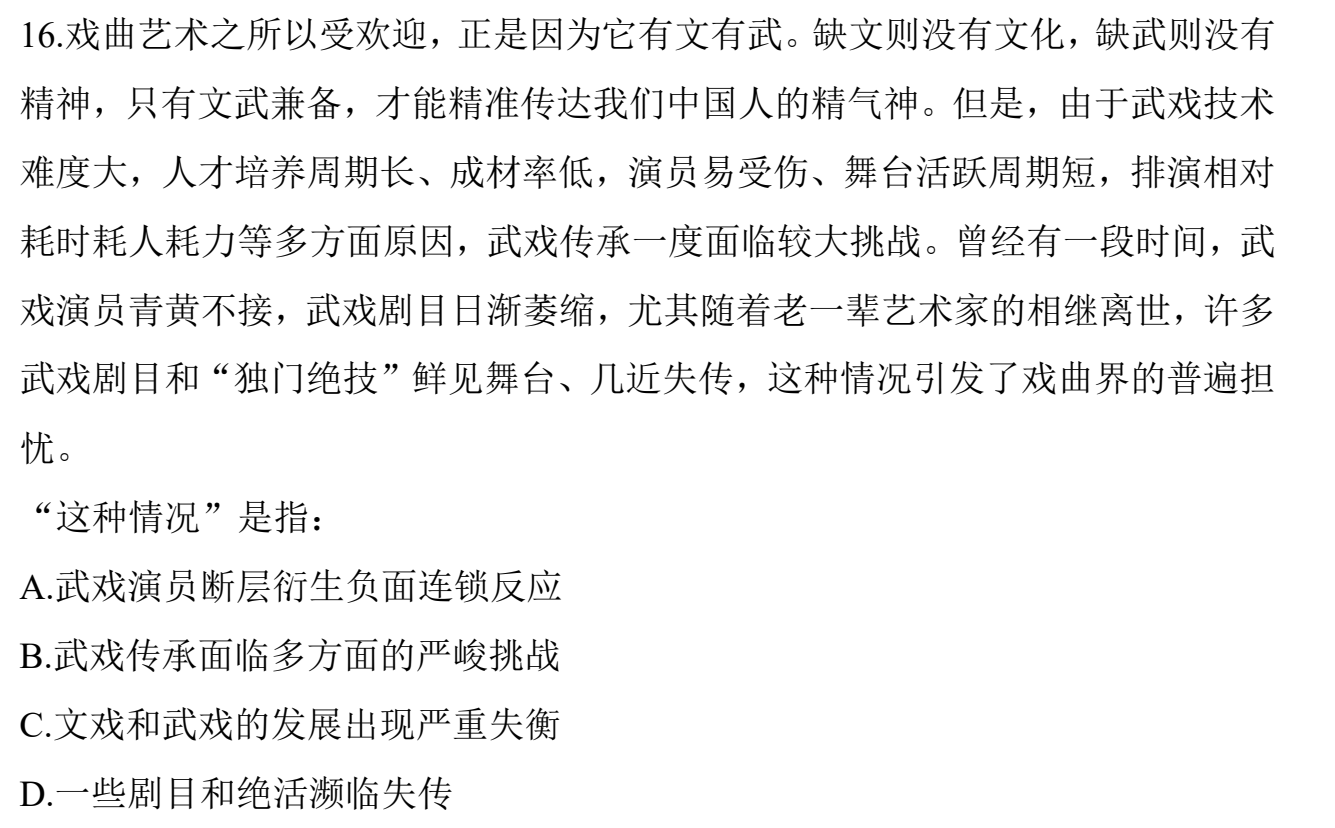 16.戏曲艺术之所以受欢迎，正是因为它有文有武。缺文则没有文化，缺武则没有
精神，只有文武兼备，才能精准传达我们中国人的精气神。但是，由于武戏技术
难度大，人才培养周期长、成材率低，演员易受伤、舞台活跃周期短，排演相对
耗时耗人耗力等多方面原因，武戏传承一度面临较大挑战。曾经有一段时间，武
戏演员青黄不接，武戏剧目日渐萎缩，尤其随着老一辈艺术家的相继离世，许多
武戏剧目和“独门绝技”鲜见舞台、几近失传，这种情况引发了戏曲界的普遍担
忧。
“这种情况”是指：
A.武戏演员断层衍生负面连锁反应
B.武戏传承面临多方面的严峻挑战
C.文戏和武戏的发展出现严重失衡
D.一些剧目和绝活濒临失传